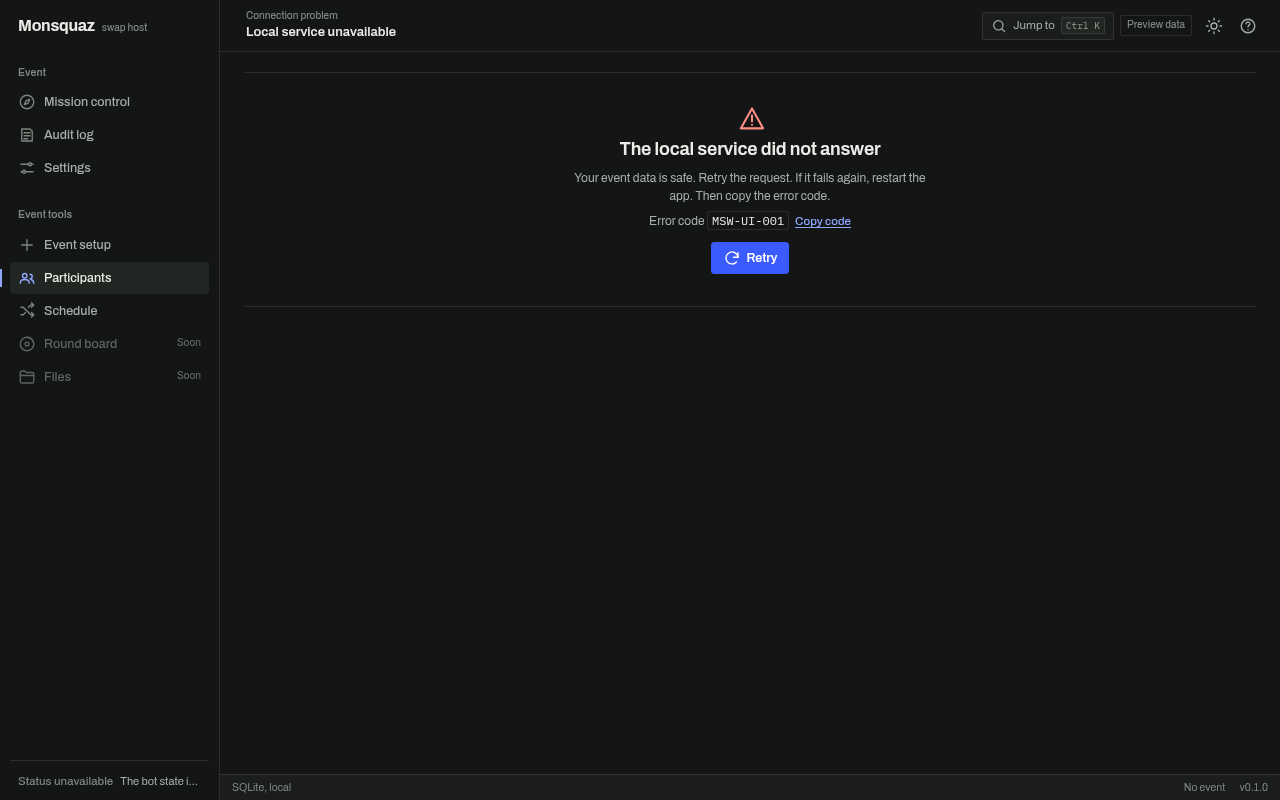 Monsquaz swap host
Event
Mission control
Audit log
Settings
Event tools
Event setup
Participants
Schedule
Round board Soon
Files Soon
Status unavailable The bot state i...
Connection problem
Local service unavailable
Jump to Ctrl K
Preview data
The local service did not answer
Your event data is safe. Retry the request. If it fails again, restart the
app. Then copy the error code.
Error code MSW-UI-001 Copy code
Retry
SQLite, local
No event v0.1.0